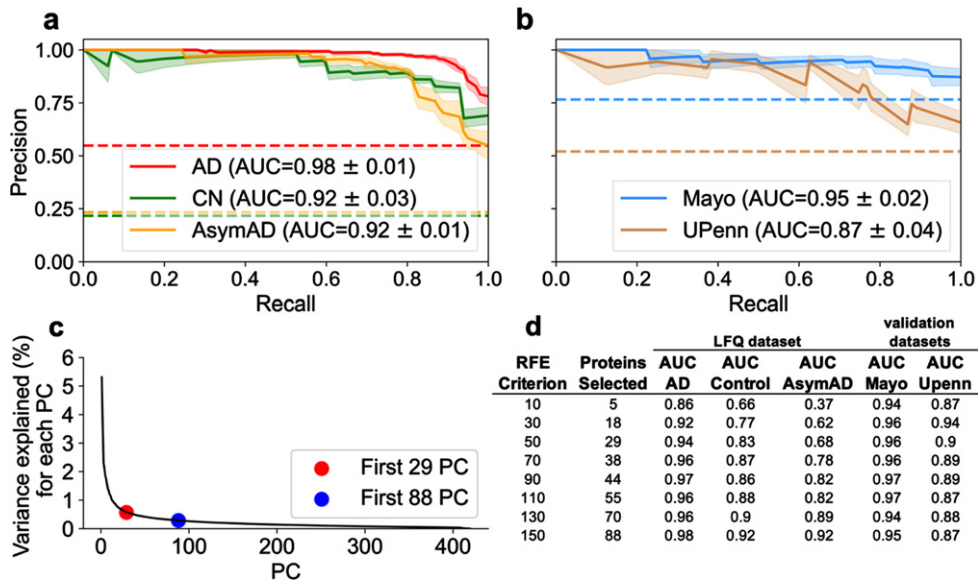 a
1.00
0.75
0.50
0.25
0.00
Precision
AD (AUC=0.98 ± 0.01)
CN (AUC=0.92 ± 0.03)
AsymAD (AUC=0.92 ± 0.01)
0.0 0.2 0.4 0.6 0.8 1.0
Recall
b
Mayo (AUC=0.95 ± 0.02)
UPenn (AUC=0.87 ± 0.04)
0.0 0.2 0.4 0.6 0.8 1.0
Recall
c
6
5
4
3
2
1
0
Variance explained (%)
for each PC
First 29 PC
First 88 PC
0 100 200 300 400
PC
d
LFQ dataset
validation
datasets
RFE Proteins AUC AUC AUC AUC AUC
Criterion Selected AD Control AsymAD Mayo Upenn
10 5 0.86 0.66 0.37 0.94 0.87
30 18 0.92 0.77 0.62 0.96 0.94
50 29 0.94 0.83 0.68 0.96 0.9
70 38 0.96 0.87 0.78 0.96 0.89
90 44 0.97 0.86 0.82 0.97 0.89
110 55 0.96 0.88 0.82 0.97 0.87
130 70 0.96 0.9 0.89 0.94 0.88
150 88 0.98 0.92 0.92 0.95 0.87